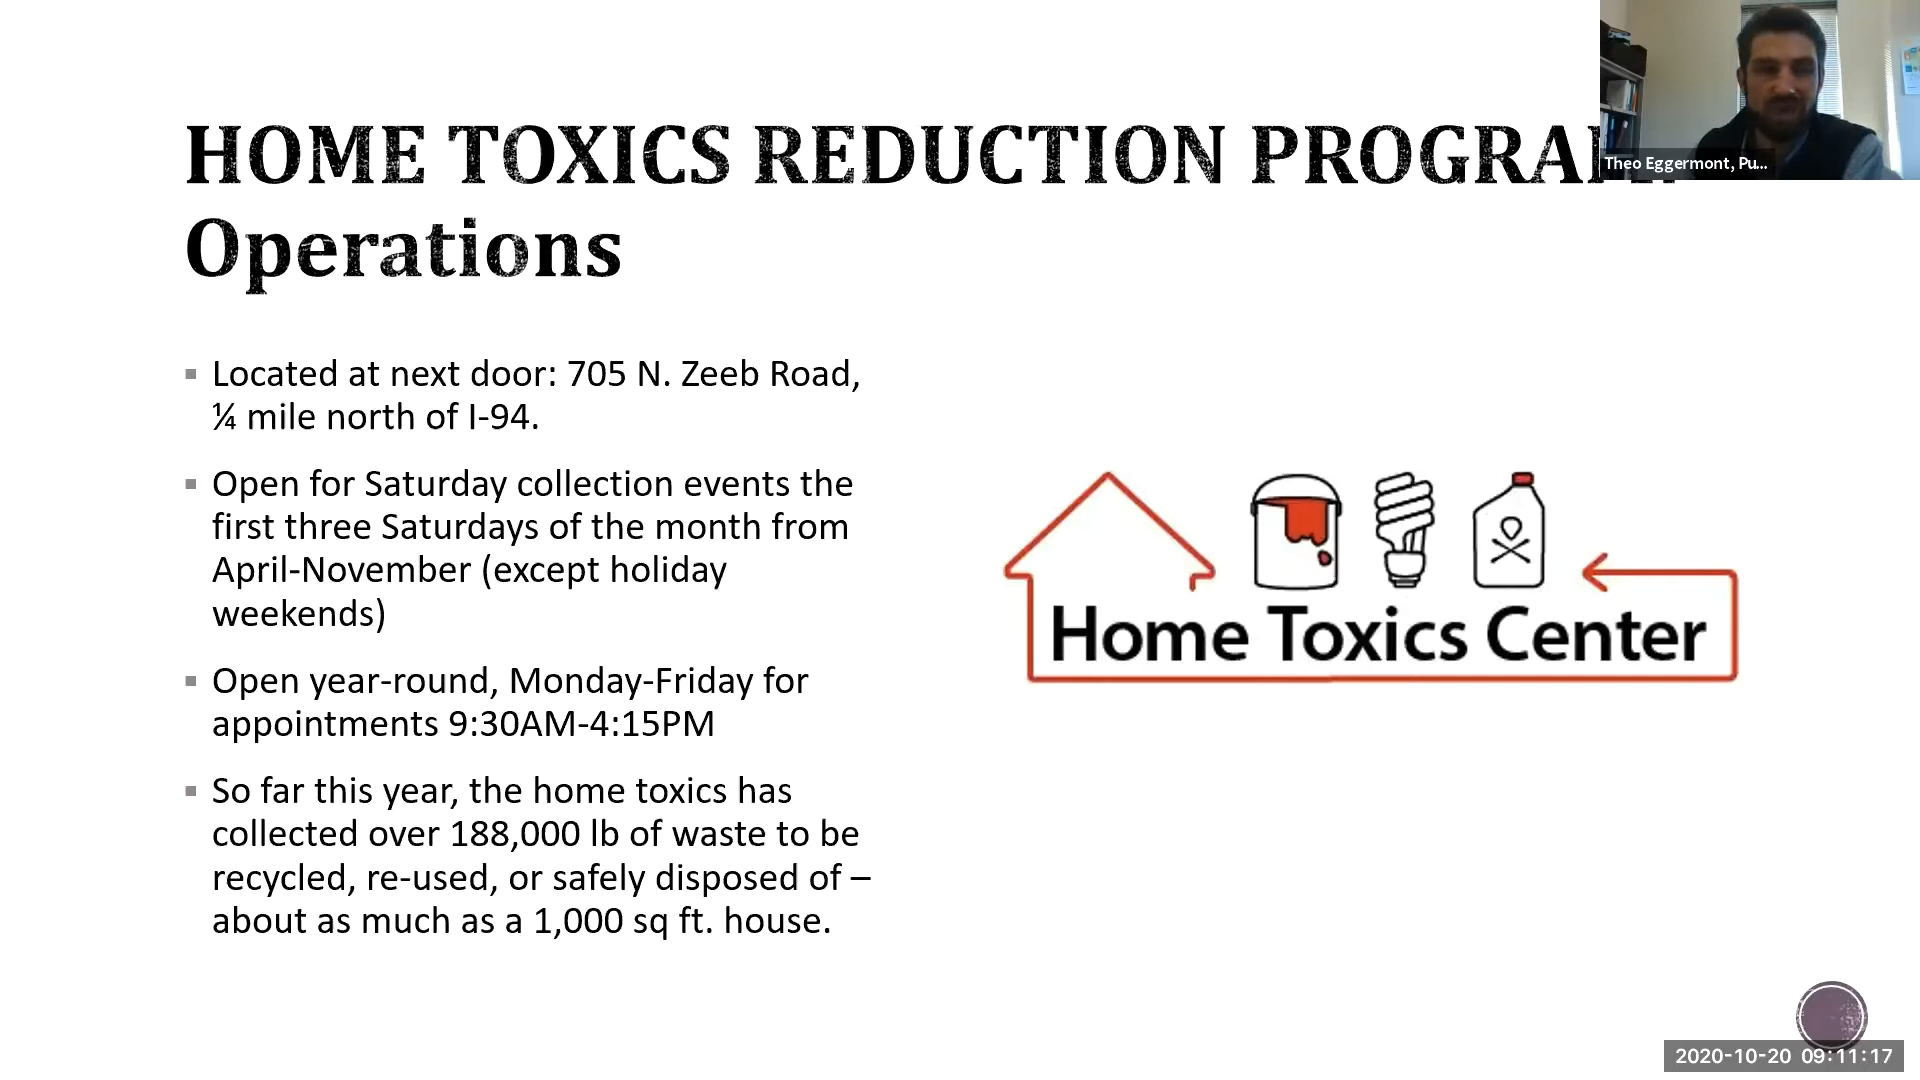 HOME TOXICS REDUCTION PROGRAM
Operations
Theo Eggermont, Pu...
▪ Located at next door: 705 N. Zeeb Road,
¼ mile north of I-94.
▪ Open for Saturday collection events the
first three Saturdays of the month from
April-November (except holiday
weekends)
▪ Open year-round, Monday-Friday for
appointments 9:30AM-4:15PM
▪ So far this year, the home toxics has
collected over 188,000 lb of waste to be
recycled, re-used, or safely disposed of –
about as much as a 1,000 sq ft. house.
Home Toxics Center
2020-10-20 09:11:17